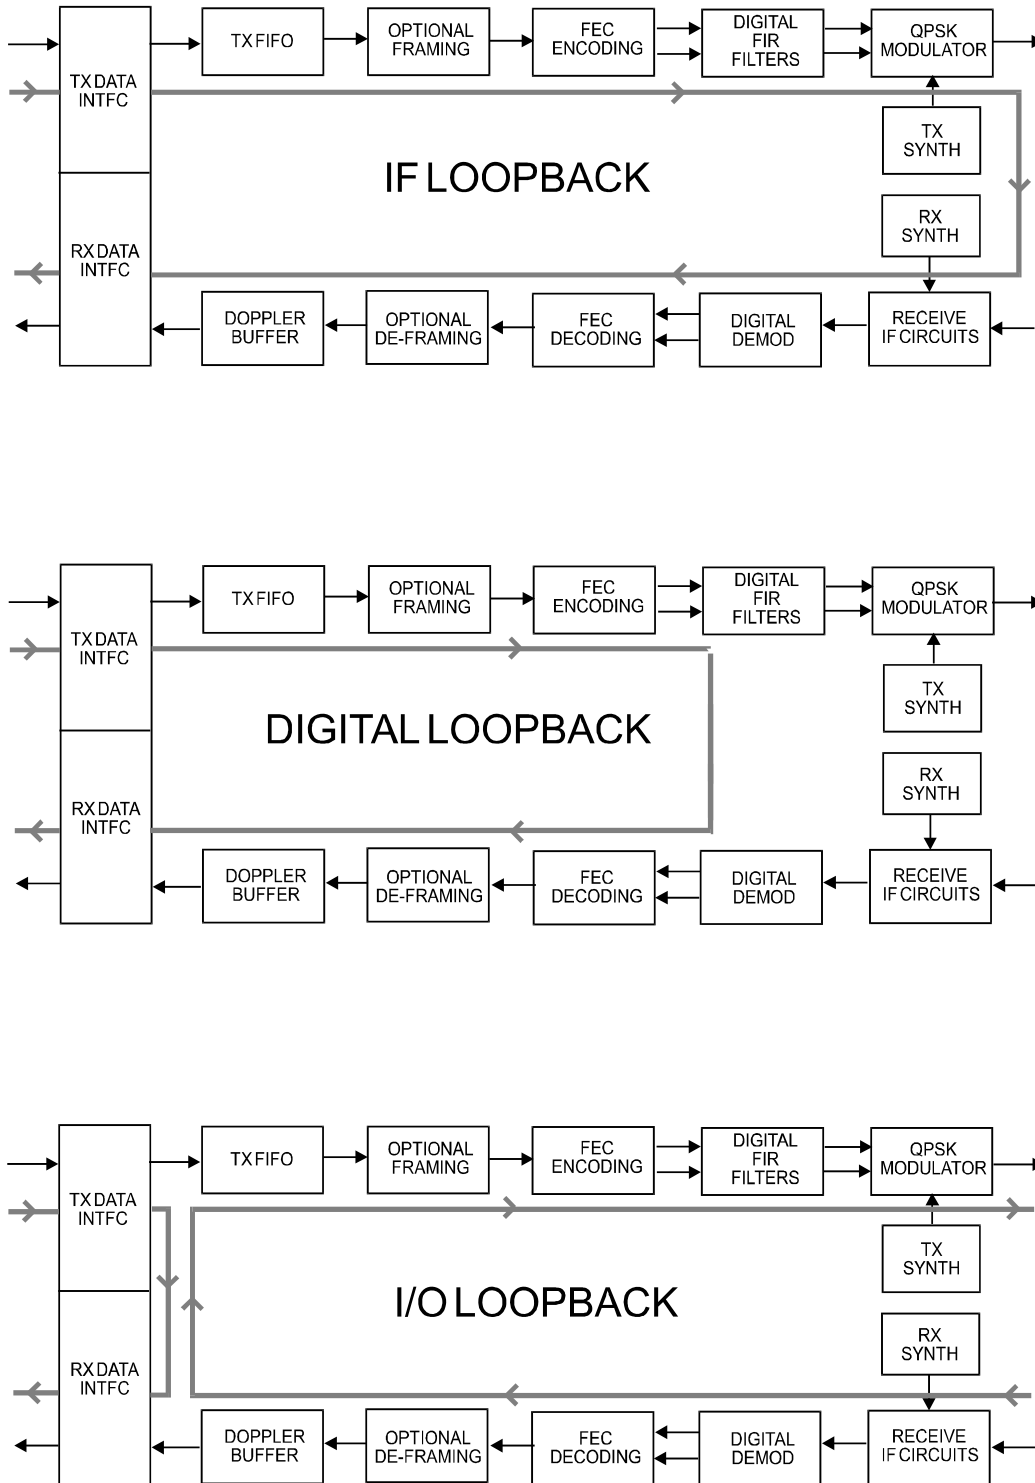 TX FIFO
OPTIONAL
FRAMING
FEC
ENCODING
DIGITAL
FIR
FILTERS
QPSK
MODULATOR
TX DATA
INTFC
TX
SYNTH
IF LOOPBACK
RX
SYNTH
RX DATA
INTFC
DOPPLER
BUFFER
OPTIONAL
DE-FRAMING
FEC
DECODING
DIGITAL
DEMOD
RECEIVE
IF CIRCUITS
TX FIFO
OPTIONAL
FRAMING
FEC
ENCODING
DIGITAL
FIR
FILTERS
QPSK
MODULATOR
TX DATA
INTFC
TX
SYNTH
DIGITAL LOOPBACK
RX
SYNTH
RX DATA
INTFC
DOPPLER
BUFFER
OPTIONAL
DE-FRAMING
FEC
DECODING
DIGITAL
DEMOD
RECEIVE
IF CIRCUITS
TX FIFO
OPTIONAL
FRAMING
FEC
ENCODING
DIGITAL
FIR
FILTERS
QPSK
MODULATOR
TX DATA
INTFC
TX
SYNTH
I/O LOOPBACK
RX
SYNTH
RX DATA
INTFC
DOPPLER
BUFFER
OPTIONAL
DE-FRAMING
FEC
DECODING
DIGITAL
DEMOD
RECEIVE
IF CIRCUITS